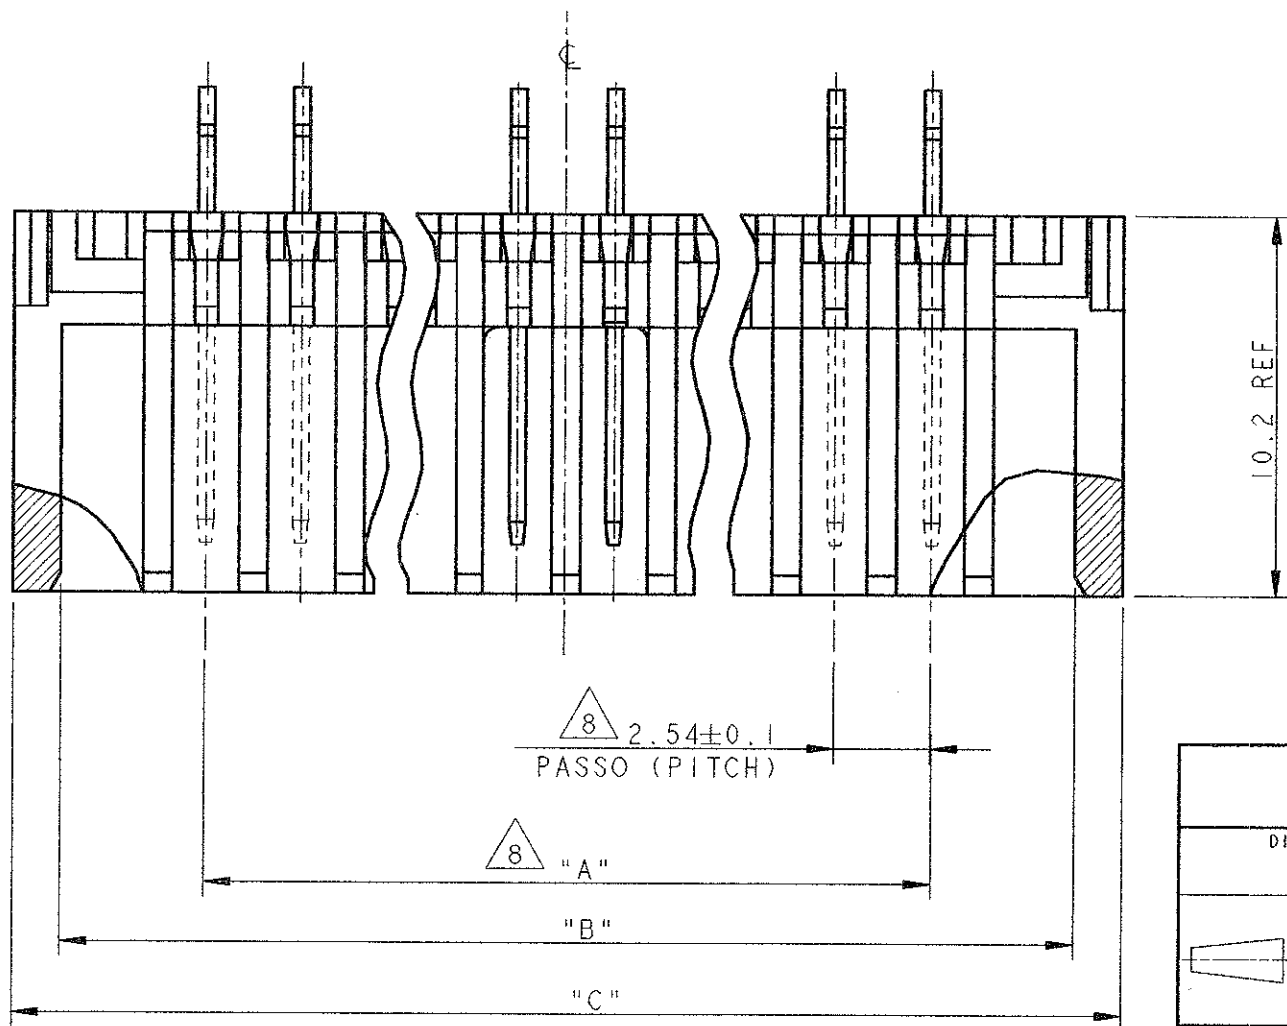 ℄
10.2 REF
8 2.54±0.1
PASSO (PITCH)
8 "A"
"B"
"C"